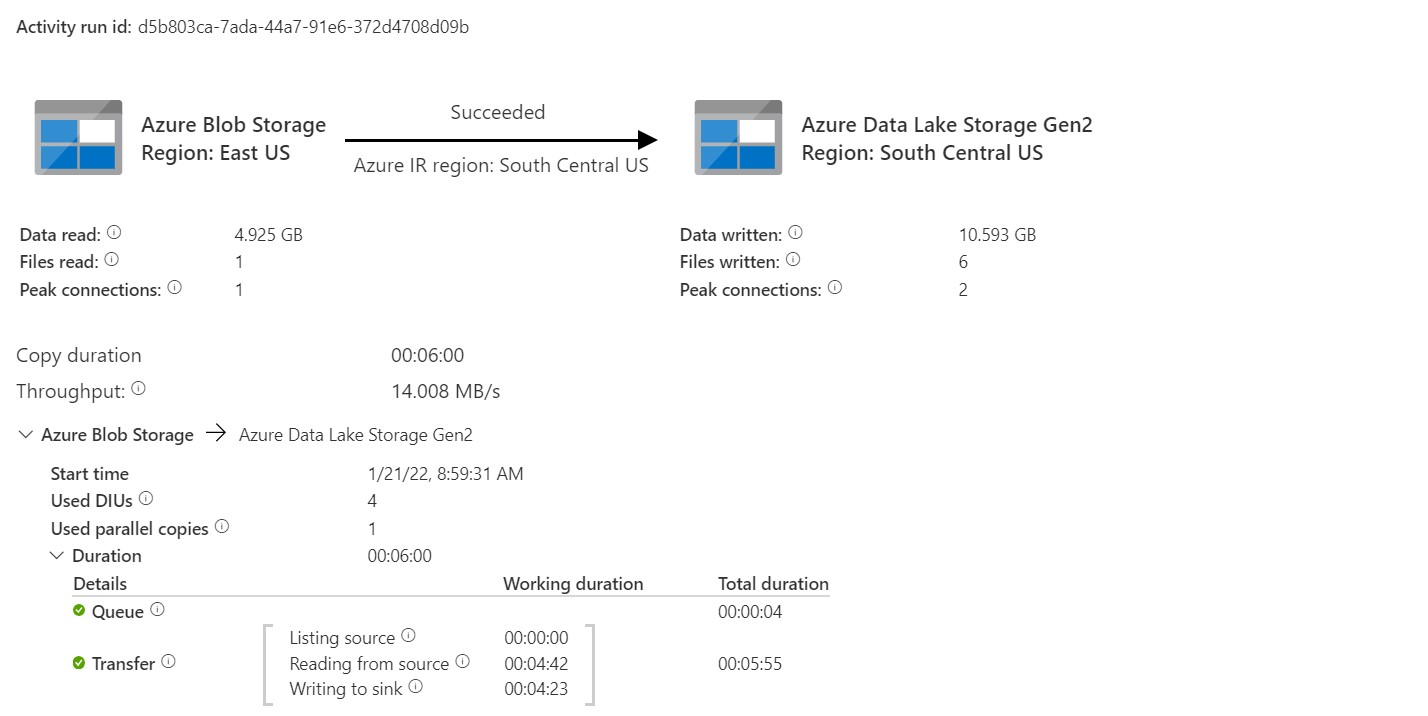 Activity run id: d5b803ca-7ada-44a7-91e6-372d4708d09b
Azure Blob Storage
Region: East US
Succeeded
Azure IR region: South Central US
Azure Data Lake Storage Gen2
Region: South Central US
Data read: 4.925 GB
Files read: 1
Peak connections: 1
Data written: 10.593 GB
Files written: 6
Peak connections: 2
Copy duration 00:06:00
Throughput: 14.008 MB/s
Azure Blob Storage → Azure Data Lake Storage Gen2
Start time 1/21/22, 8:59:31 AM
Used DIUs 4
Used parallel copies 1
Duration 00:06:00
Details Working duration Total duration
Queue 00:00:04
Listing source 00:00:00
Transfer Reading from source 00:04:42 00:05:55
Writing to sink 00:04:23